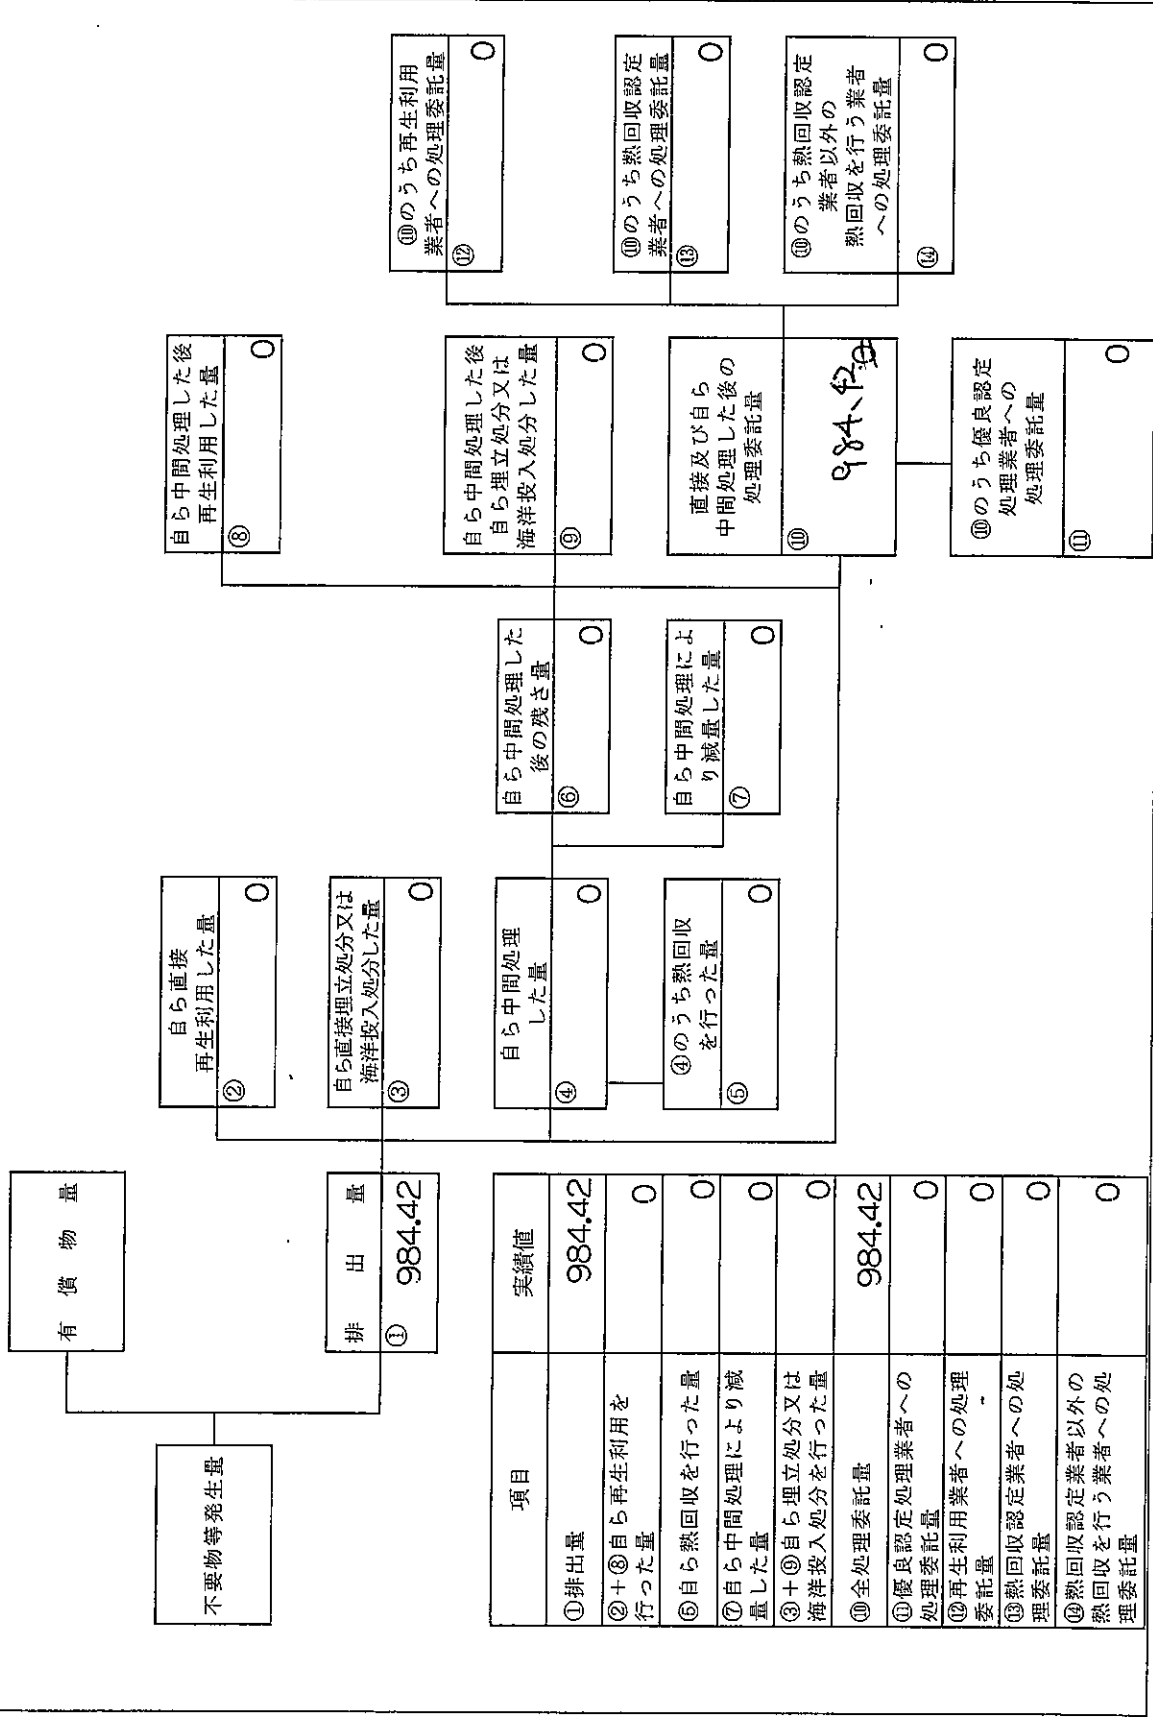 不要物等発生量
有償物量
排出量
① 984.42
自ら直接
再生利用した量
② 0
自ら直接埋立処分又は
海洋投入処分した量
③ 0
自ら中間処理
した量
④ 0
④のうち熱回収
を行った量
⑤ 0
自ら中間処理した
後の残さ量
⑥ 0
自ら中間処理によ
り減量した量
⑦ 0
自ら中間処理した後
再生利用した量
⑧ 0
自ら中間処理した後
自ら埋立処分又は
海洋投入処分した量
⑨ 0
直接及び自ら
中間処理した後の
処理委託量
⑩ 984.42
⑩のうち優良認定
処理業者への
処理委託量
⑪ 0
⑩のうち再生利用
業者への処理委託量
⑫ 0
⑩のうち熱回収認定
業者への処理委託量
⑬ 0
⑩のうち熱回収認定
業者以外の
熱回収を行う業者
への処理委託量
⑭ 0
項目 実績値
①排出量 984.42
②+⑧自ら再生利用を
行った量 0
⑤自ら熱回収を行った量 0
⑦自ら中間処理により減
量した量 0
③+⑨自ら埋立処分又は
海洋投入処分を行った量 0
⑩全処理委託量 984.42
⑪優良認定処理業者への
処理委託量 0
⑫再生利用業者への処理
委託量 0
⑬熱回収認定業者への処
理委託量 0
⑭熱回収認定業者以外の
熱回収を行う業者への処
理委託量 0